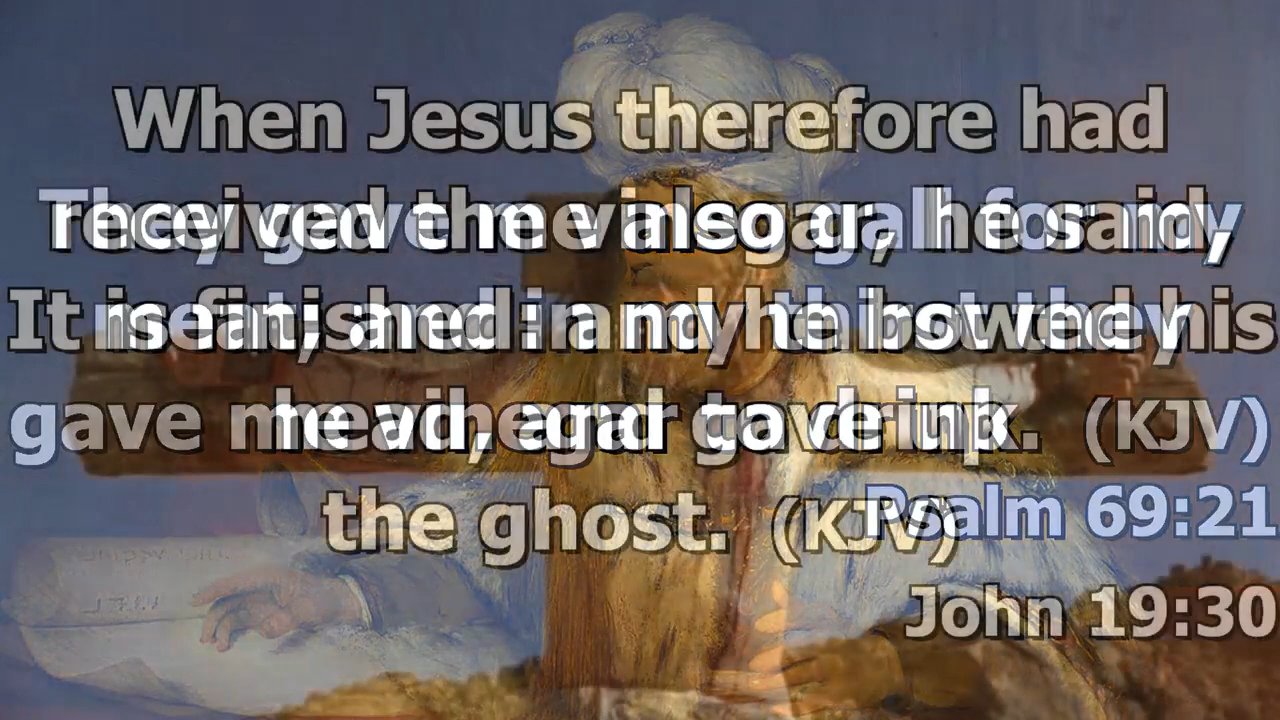 When Jesus therefore had
received the vinegar, he said,
It is finished: and he bowed his
head, and gave up
the ghost. (KJV)
John 19:30
They gave me also gall for my
meat; and in my thirst they
gave me vinegar to drink. (KJV)
Psalm 69:21